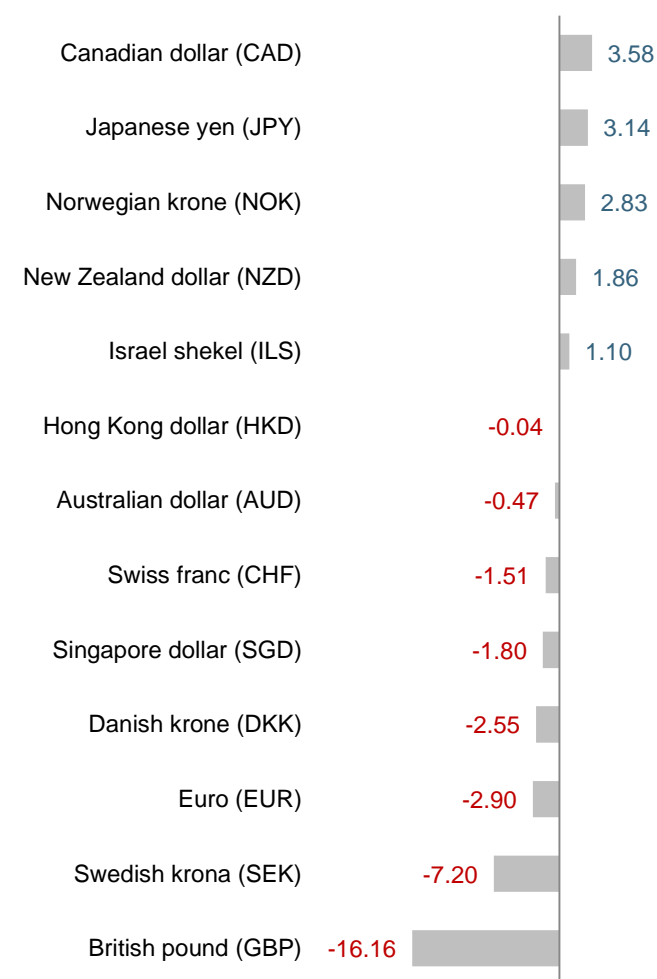 Canadian dollar (CAD) 3.58
Japanese yen (JPY) 3.14
Norwegian krone (NOK) 2.83
New Zealand dollar (NZD) 1.86
Israel shekel (ILS) 1.10
Hong Kong dollar (HKD) -0.04
Australian dollar (AUD) -0.47
Swiss franc (CHF) -1.51
Singapore dollar (SGD) -1.80
Danish krone (DKK) -2.55
Euro (EUR) -2.90
Swedish krona (SEK) -7.20
British pound (GBP) -16.16